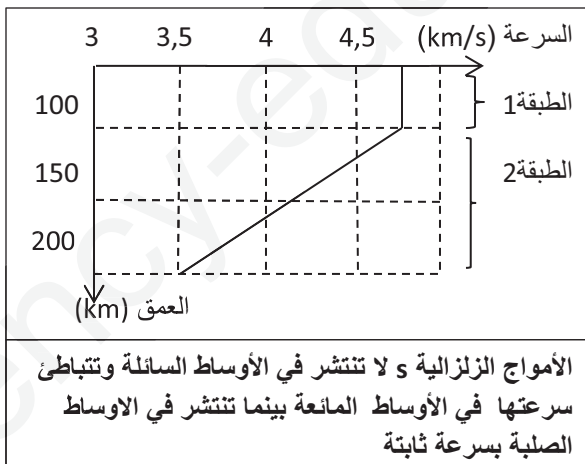 3 3,5 4 4,5 السرعة (km/s)
100 الطبقة1
150 الطبقة2
200
العمق (km)
الأمواج الزلزالية s لا تنتشر في الأوساط السائلة وتتباطئ
سرعتها في الأوساط المائعة بينما تنتشر في الاوساط
الصلبة بسرعة ثابتة